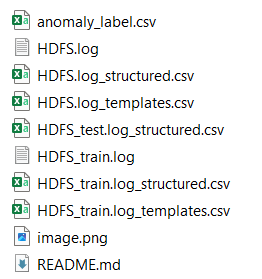 anomaly_label.csv
HDFS.log
HDFS.log_structured.csv
HDFS.log_templates.csv
HDFS_test.log_structured.csv
HDFS_train.log
HDFS_train.log_structured.csv
HDFS_train.log_templates.csv
image.png
README.md